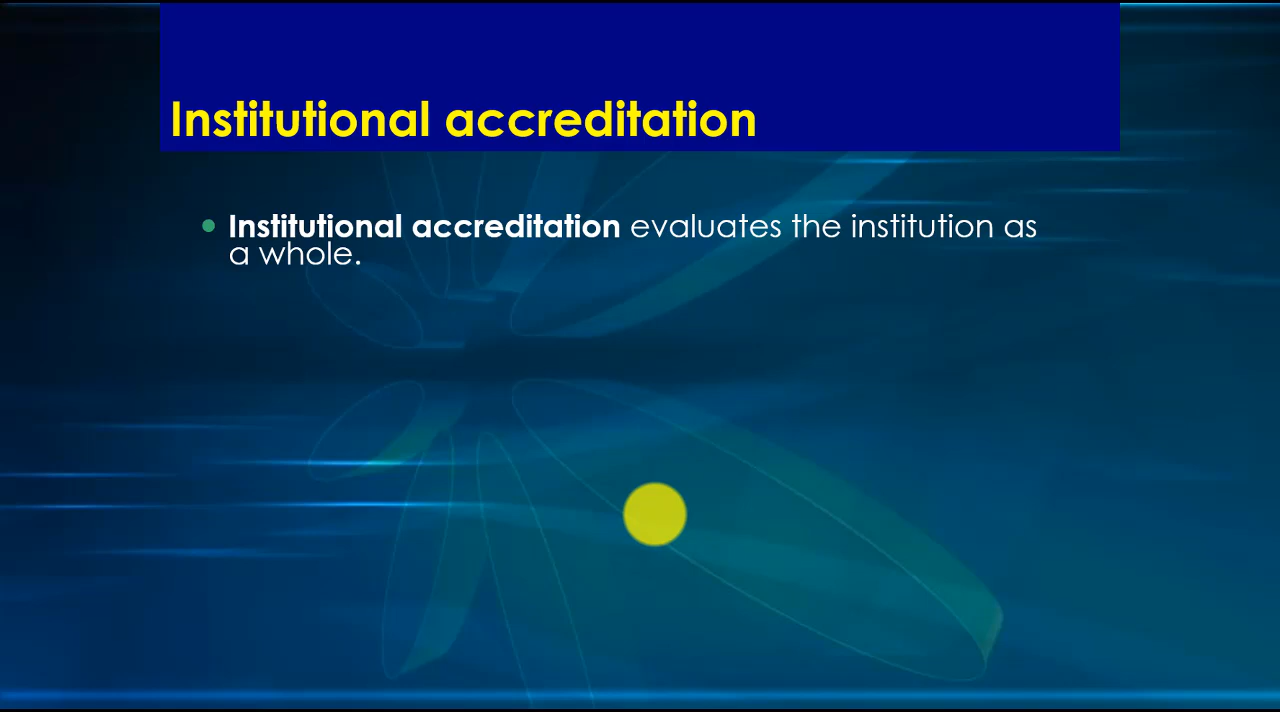 Institutional accreditation
Institutional accreditation evaluates the institution as
a whole.